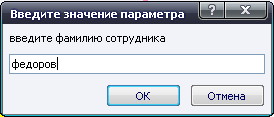 Введите значение параметра
введите фамилию сотрудника
федоров
ОК Отмена